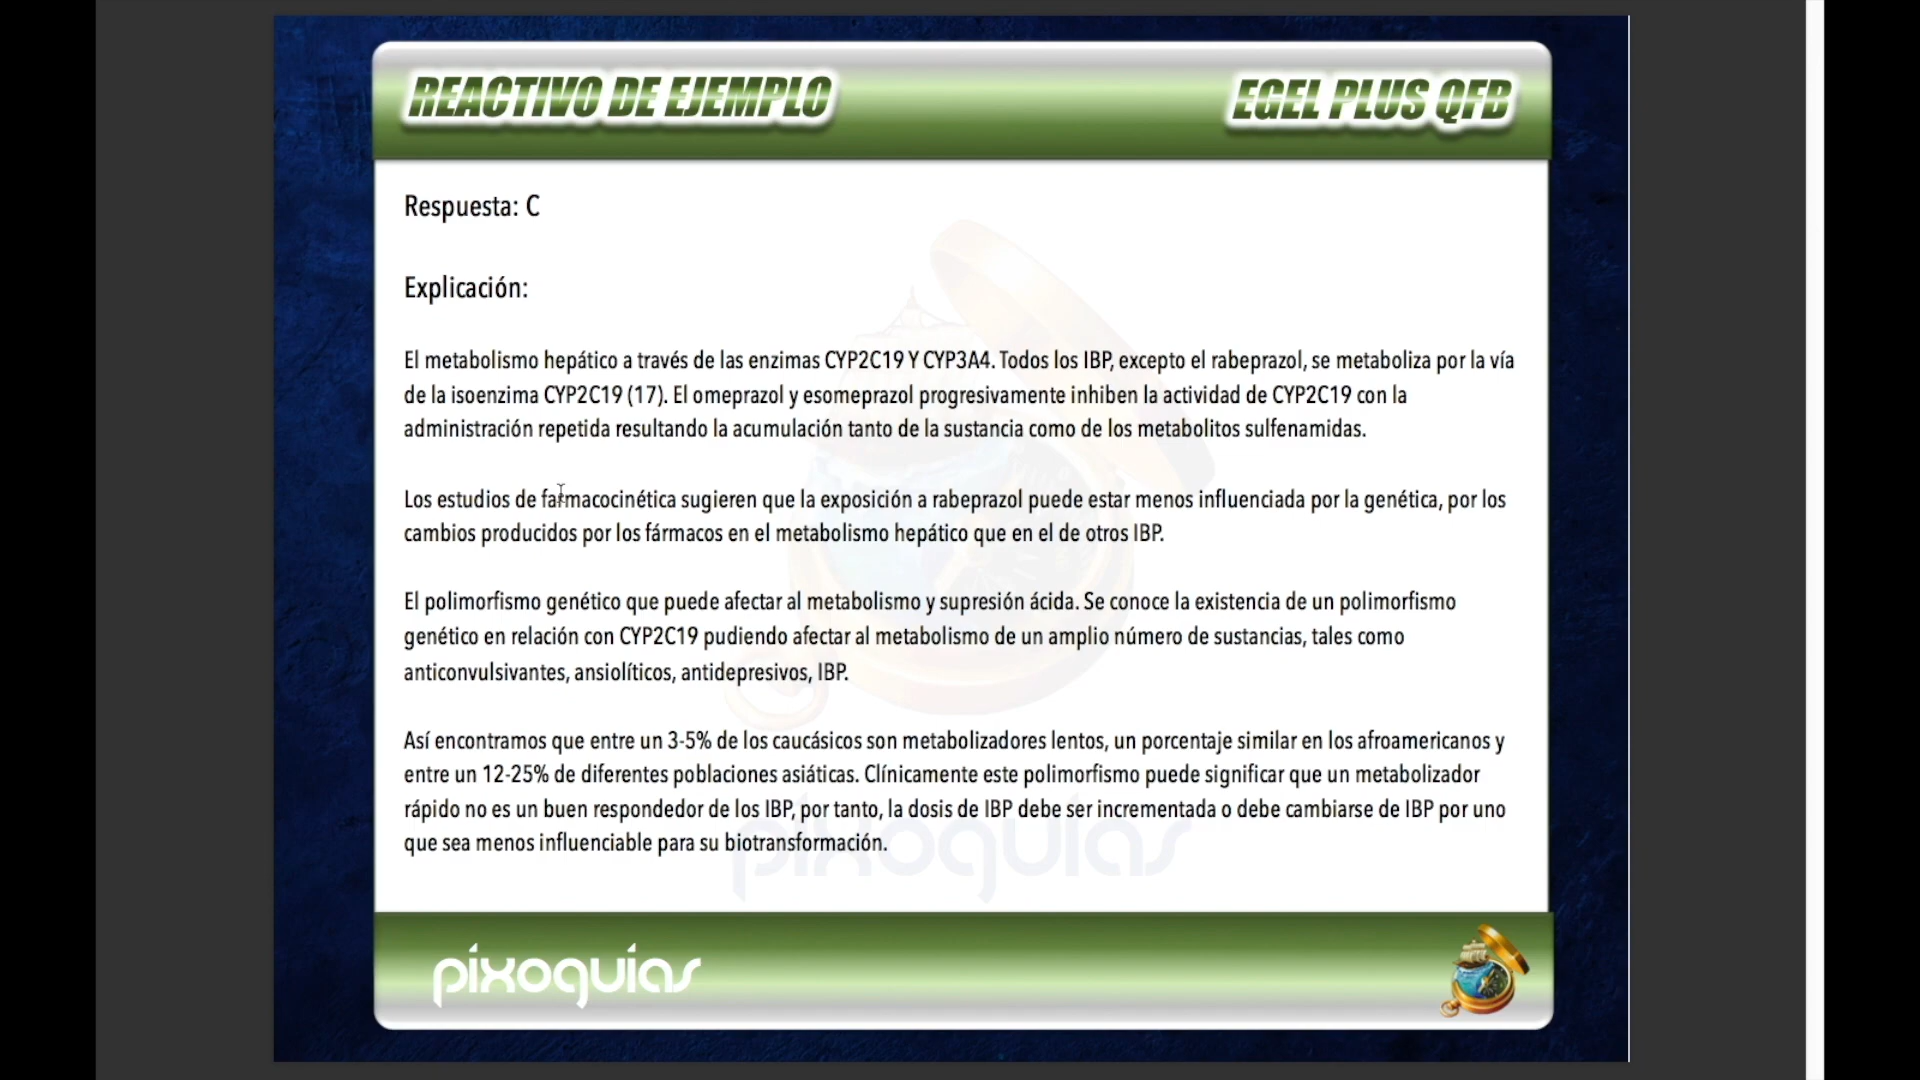 REACTIVO DE EJEMPLO
EGEL PLUS QFB
Respuesta: C
Explicación:
El metabolismo hepático a través de las enzimas CYP2C19 Y CYP3A4. Todos los IBP, excepto el rabeprazol, se metaboliza por la vía
de la isoenzima CYP2C19 (17). El omeprazol y esomeprazol progresivamente inhiben la actividad de CYP2C19 con la
administración repetida resultando la acumulación tanto de la sustancia como de los metabolitos sulfenamidas.
Los estudios de farmacocinética sugieren que la exposición a rabeprazol puede estar menos influenciada por la genética, por los
cambios producidos por los fármacos en el metabolismo hepático que en el de otros IBP.
El polimorfismo genético que puede afectar al metabolismo y supresión ácida. Se conoce la existencia de un polimorfismo
genético en relación con CYP2C19 pudiendo afectar al metabolismo de un amplio número de sustancias, tales como
anticonvulsivantes, ansiolíticos, antidepresivos, IBP.
Así encontramos que entre un 3-5% de los caucásicos son metabolizadores lentos, un porcentaje similar en los afroamericanos y
entre un 12-25% de diferentes poblaciones asiáticas. Clínicamente este polimorfismo puede significar que un metabolizador
rápido no es un buen respondedor de los IBP, por tanto, la dosis de IBP debe ser incrementada o debe cambiarse de IBP por uno
que sea menos influenciable para su biotransformación.
pixoguías
pixoguías